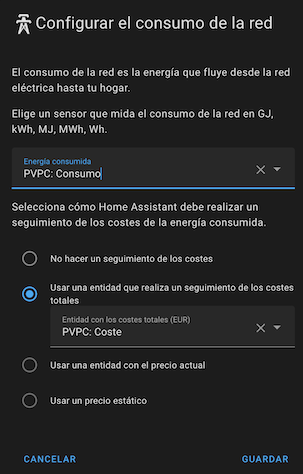 Configurar el consumo de la red
El consumo de la red es la energía que fluye desde la red
eléctrica hasta tu hogar.
Elige un sensor que mida el consumo de la red en GJ,
kWh, MJ, MWh, Wh.
Energía consumida
PVPC: Consumo
Selecciona cómo Home Assistant debe realizar un
seguimiento de los costes de la energía consumida.
No hacer un seguimiento de los costes
Usar una entidad que realiza un seguimiento de los costes
totales
Entidad con los costes totales (EUR)
PVPC: Coste
Usar una entidad con el precio actual
Usar un precio estático
CANCELAR GUARDAR